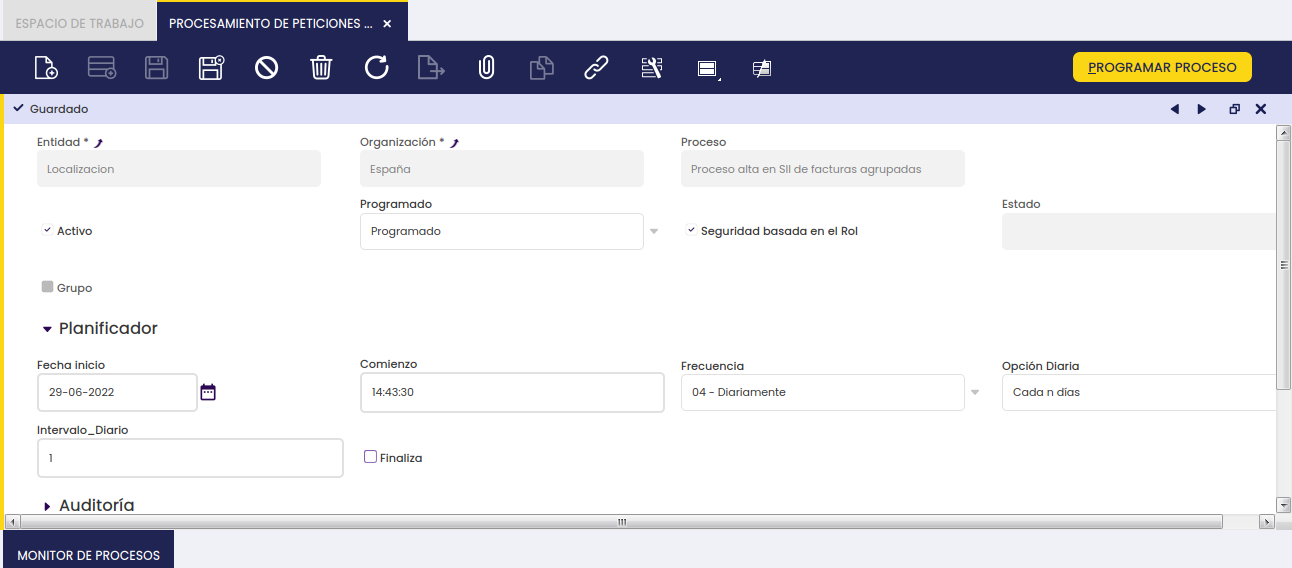 ESPACIO DE TRABAJO
PROCESAMIENTO DE PETICIONES ...
PROGRAMAR PROCESO
Guardado
Entidad *
Organización *
Proceso
Localizacion
España
Proceso alta en SII de facturas agrupadas
Programado
Estado
Activo
Programado
Seguridad basada en el Rol
Grupo
Planificador
Fecha inicio
Comienzo
Frecuencia
Opción Diaria
29-06-2022
14:43:30
04 - Diariamente
Cada n días
Intervalo_Diario
1
Finaliza
Auditoría
MONITOR DE PROCESOS